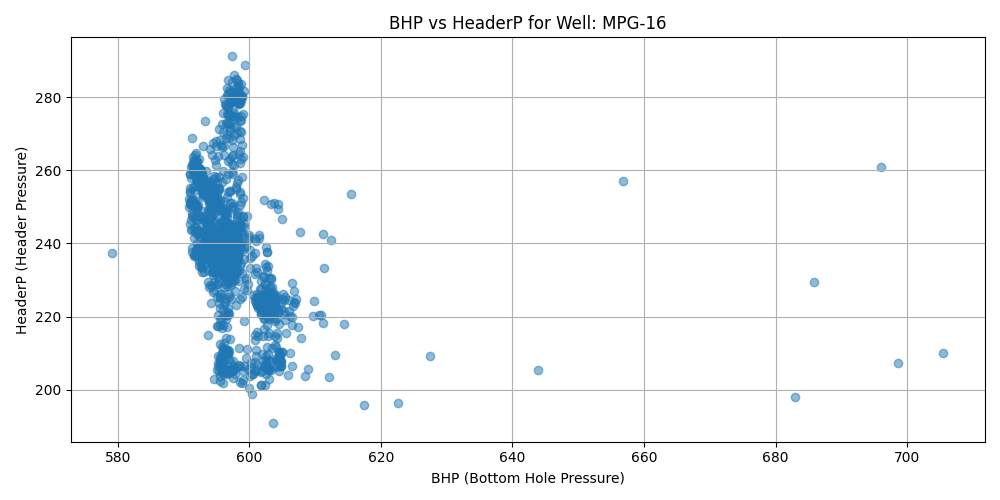 BHP vs HeaderP for Well: MPG-16
HeaderP (Header Pressure)
280
260
240
220
200
580 600 620 640 660 680 700
BHP (Bottom Hole Pressure)